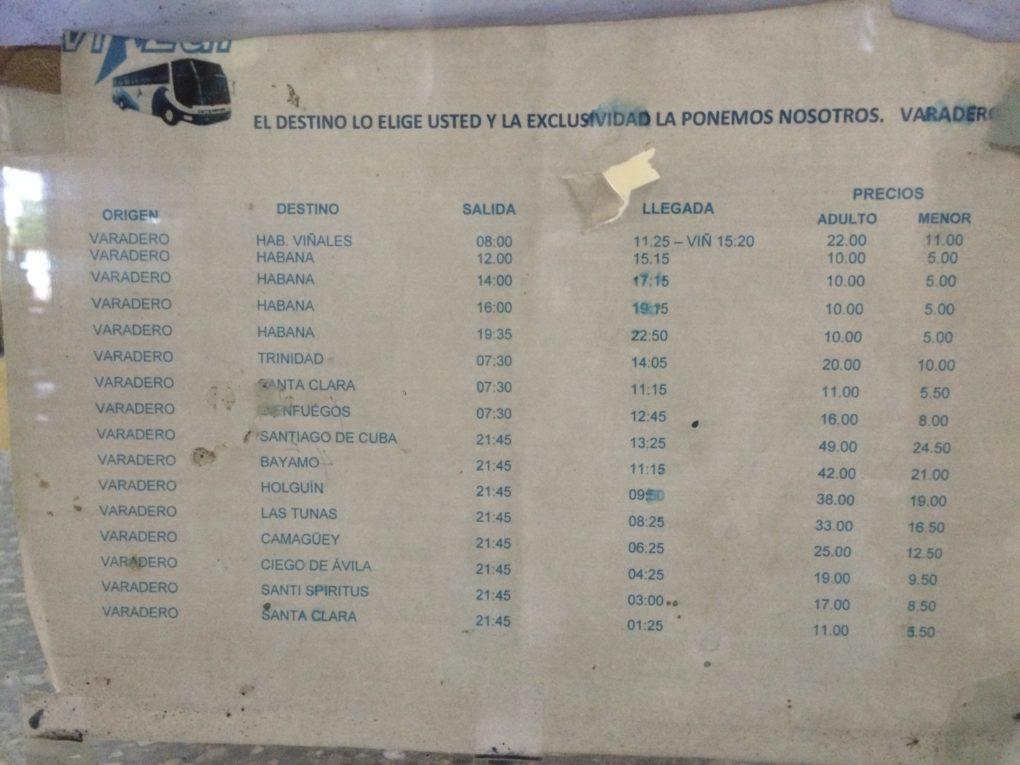 Viazul
EL DESTINO LO ELIGE USTED Y LA EXCLUSIVIDAD LA PONEMOS NOSOTROS. VARADERO
PRECIOS
ORIGEN DESTINO SALIDA LLEGADA ADULTO MENOR
VARADERO HAB. VIÑALES 08:00 11.25 – VIÑ 15:20 22.00 11.00
VARADERO HABANA 12.00 15.15 10.00 5.00
VARADERO HABANA 14:00 17:15 10.00 5.00
VARADERO HABANA 16:00 19:15 10.00 5.00
VARADERO HABANA 19:35 22:50 10.00 5.00
VARADERO TRINIDAD 07:30 14:05 20.00 10.00
VARADERO SANTA CLARA 07:30 11:15 11.00 5.50
VARADERO CIENFUEGOS 07:30 12:45 16.00 8.00
VARADERO SANTIAGO DE CUBA 21:45 13:25 49.00 24.50
VARADERO BAYAMO 21:45 11:15 42.00 21.00
VARADERO HOLGUÍN 21:45 09:50 38.00 19.00
VARADERO LAS TUNAS 21:45 08:25 33.00 16.50
VARADERO CAMAGÜEY 21:45 06:25 25.00 12.50
VARADERO CIEGO DE ÁVILA 21:45 04:25 19.00 9.50
VARADERO SANTI SPIRITUS 21:45 03:00 17.00 8.50
VARADERO SANTA CLARA 21:45 01:25 11.00 5.50